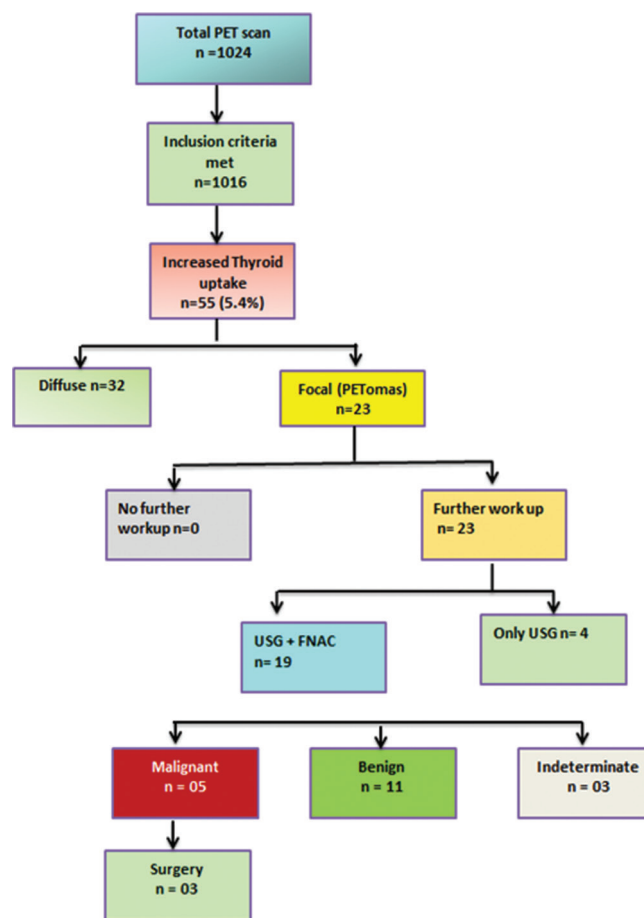 Total PET scan
n =1024
Inclusion criteria
met
n=1016
Increased Thyroid
uptake
n=55 (5.4%)
Diffuse n=32
Focal (PETomas)
n=23
No further
workup n=0
Further work up
n= 23
USG + FNAC
n= 19
Only USG n= 4
Malignant
n = 05
Benign
n = 11
Indeterminate
n = 03
Surgery
n = 03